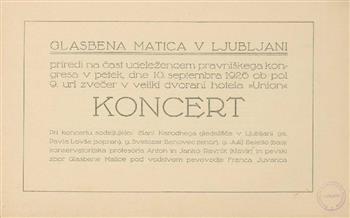 GLASBENA MATICA V LJUBLJANI
priredi na čast udeležencem pravniškega kon-
gresa v petek, dne 10. septembra 1926 ob pol
9. uri zvečer v veliki dvorani hotela »Union«
KONCERT
Pri koncertu sodelujejo: člani Narodnega gledališča v Ljubljani ga.
Pavla Lovše (sopran), g. Svetozar Banovec (tenor), g. Julij Betetto (bas),
konservatorijska profesorja Anton in Janko Ravnik (klavir) in pevski
zbor Glasbene Matice pod vodstvom pevovodje Franca Juvanca